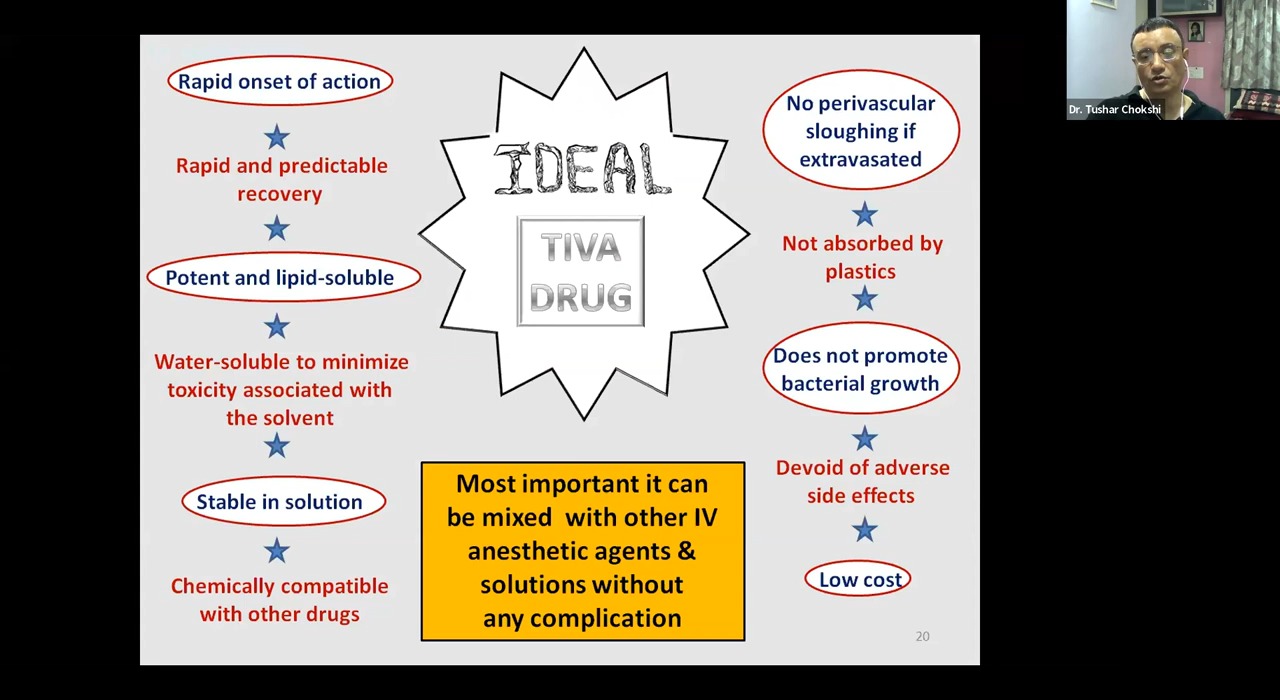 Rapid onset of action
Rapid and predictable
recovery
Potent and lipid-soluble
Water-soluble to minimize
toxicity associated with
the solvent
Stable in solution
Chemically compatible
with other drugs
IDEAL
TIVA
DRUG
Most important it can
be mixed with other IV
anesthetic agents &
solutions without
any complication
No perivascular
sloughing if
extravasated
Not absorbed by
plastics
Does not promote
bacterial growth
Devoid of adverse
side effects
Low cost
20
Dr. Tushar Chokshi